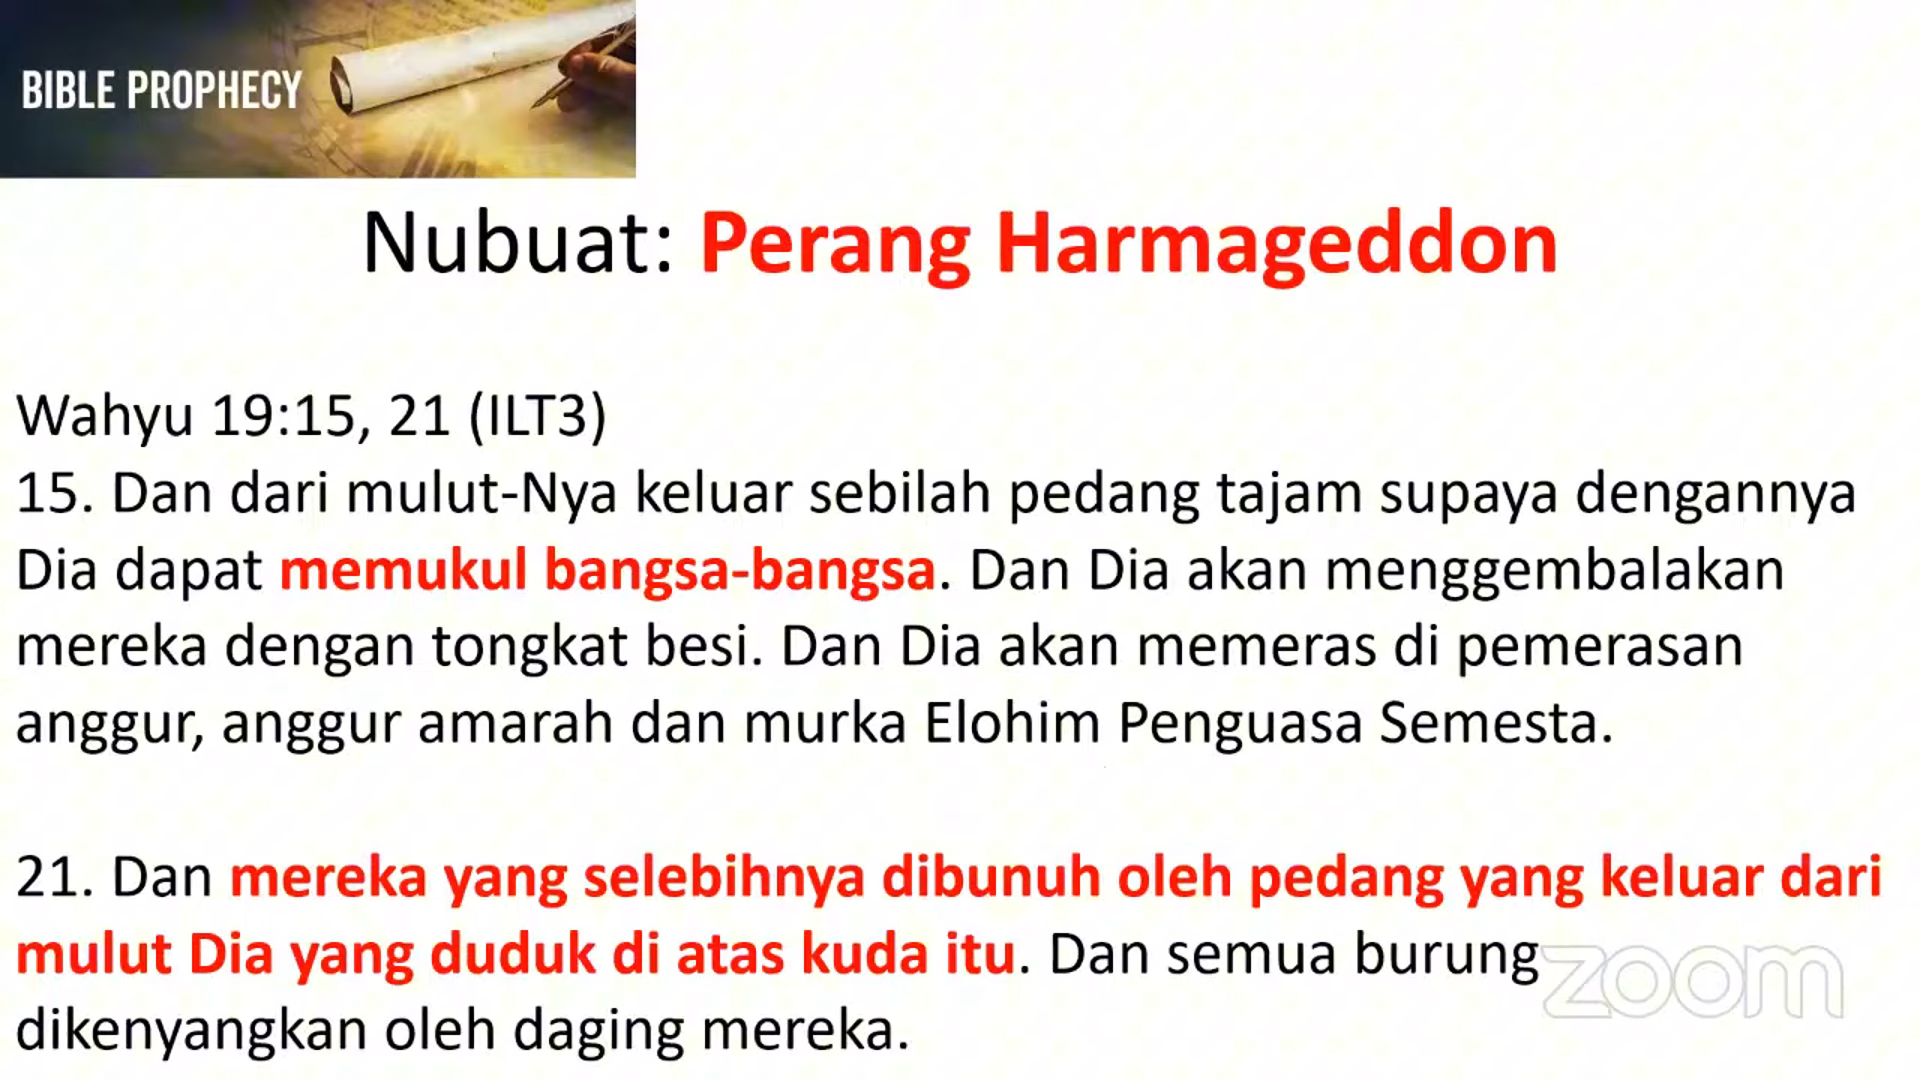 BIBLE PROPHECY
Nubuat: Perang Harmageddon
Wahyu 19:15, 21 (ILT3)
15. Dan dari mulut-Nya keluar sebilah pedang tajam supaya dengannya
Dia dapat memukul bangsa-bangsa. Dan Dia akan menggembalakan
mereka dengan tongkat besi. Dan Dia akan memeras di pemerasan
anggur, anggur amarah dan murka Elohim Penguasa Semesta.
21. Dan mereka yang selebihnya dibunuh oleh pedang yang keluar dari
mulut Dia yang duduk di atas kuda itu. Dan semua burung
dikenyangkan oleh daging mereka.
zoom